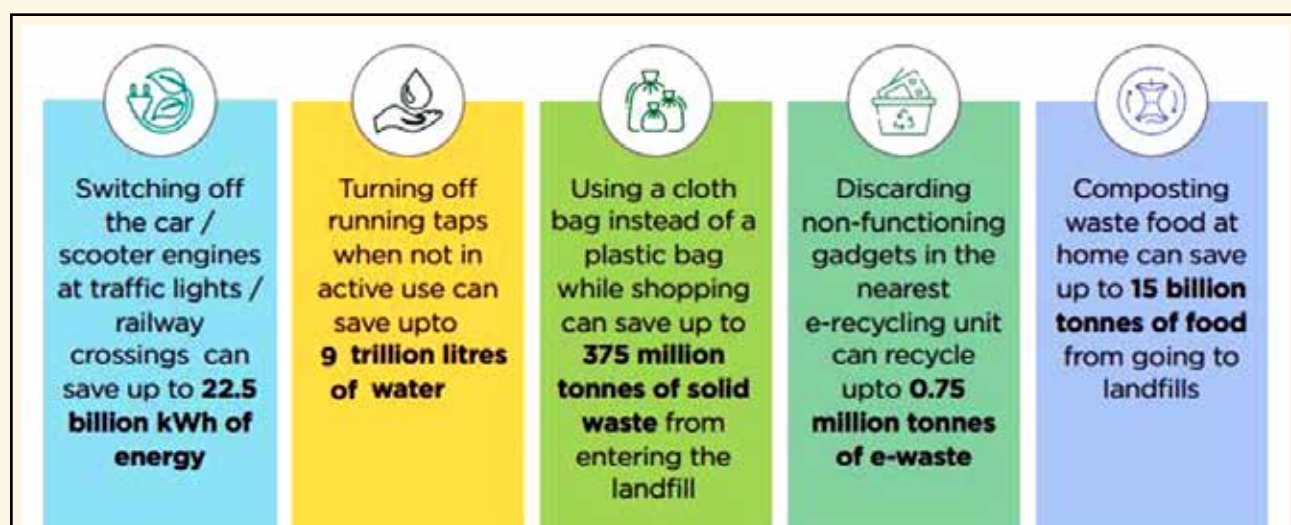 Switching off
the car /
scooter engines
at traffic lights /
railway
crossings can
save up to 22.5
billion kWh of
energy
Turning off
running taps
when not in
active use can
save upto
9 trillion litres
of water
Using a cloth
bag instead of a
plastic bag
while shopping
can save up to
375 million
tonnes of solid
waste from
entering the
landfill
Discarding
non-functioning
gadgets in the
nearest
e-recycling unit
can recycle
upto 0.75
million tonnes
of e-waste
Composting
waste food at
home can save
up to 15 billion
tonnes of food
from going to
landfills